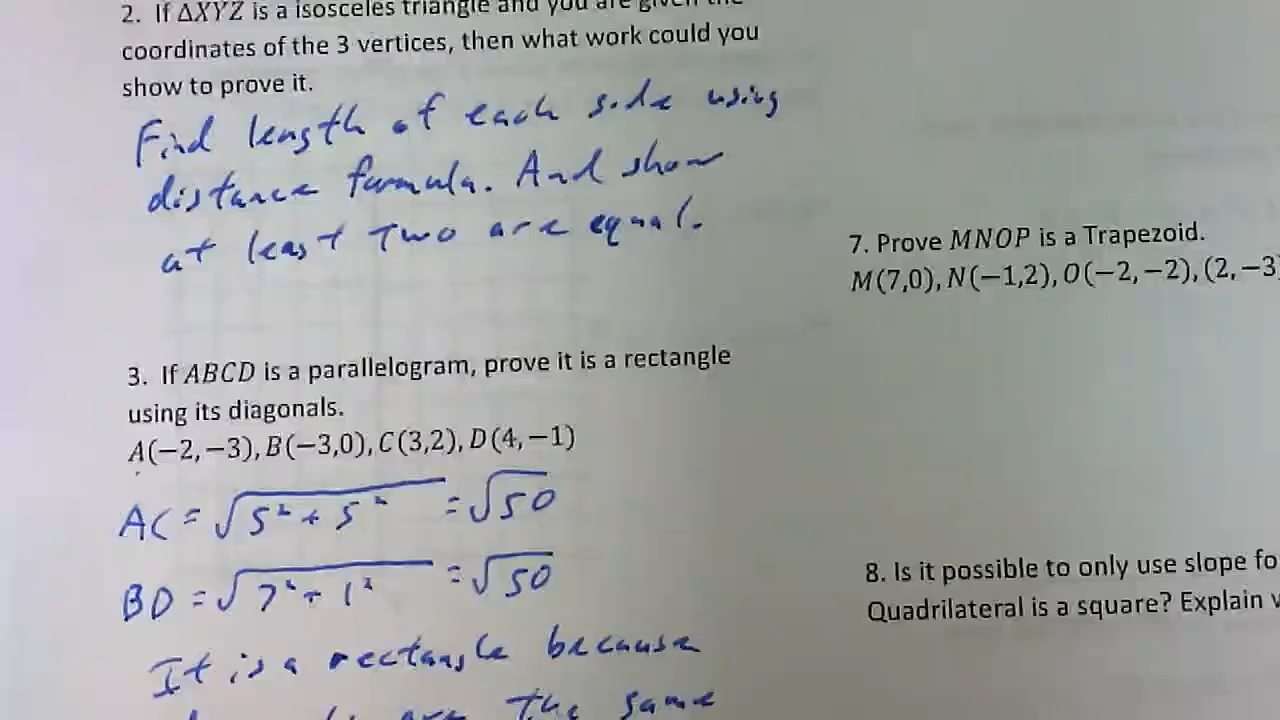 2. If ΔXYZ is a isosceles triangle and you are given the
coordinates of the 3 vertices, then what work could you
show to prove it.
Find length of each side using
distance formula. And show
at least two are equal.
3. If ABCD is a parallelogram, prove it is a rectangle
using its diagonals.
A(−2,−3), B(−3,0), C(3,2), D(4,−1)
AC = √5² + 5² = √50
BD = √7² + 1² = √50
It is a rectangle because
are the same
7. Prove MNOP is a Trapezoid.
M(7,0), N(−1,2), O(−2,−2), (2,−3)
8. Is it possible to only use slope fo
Quadrilateral is a square? Explain